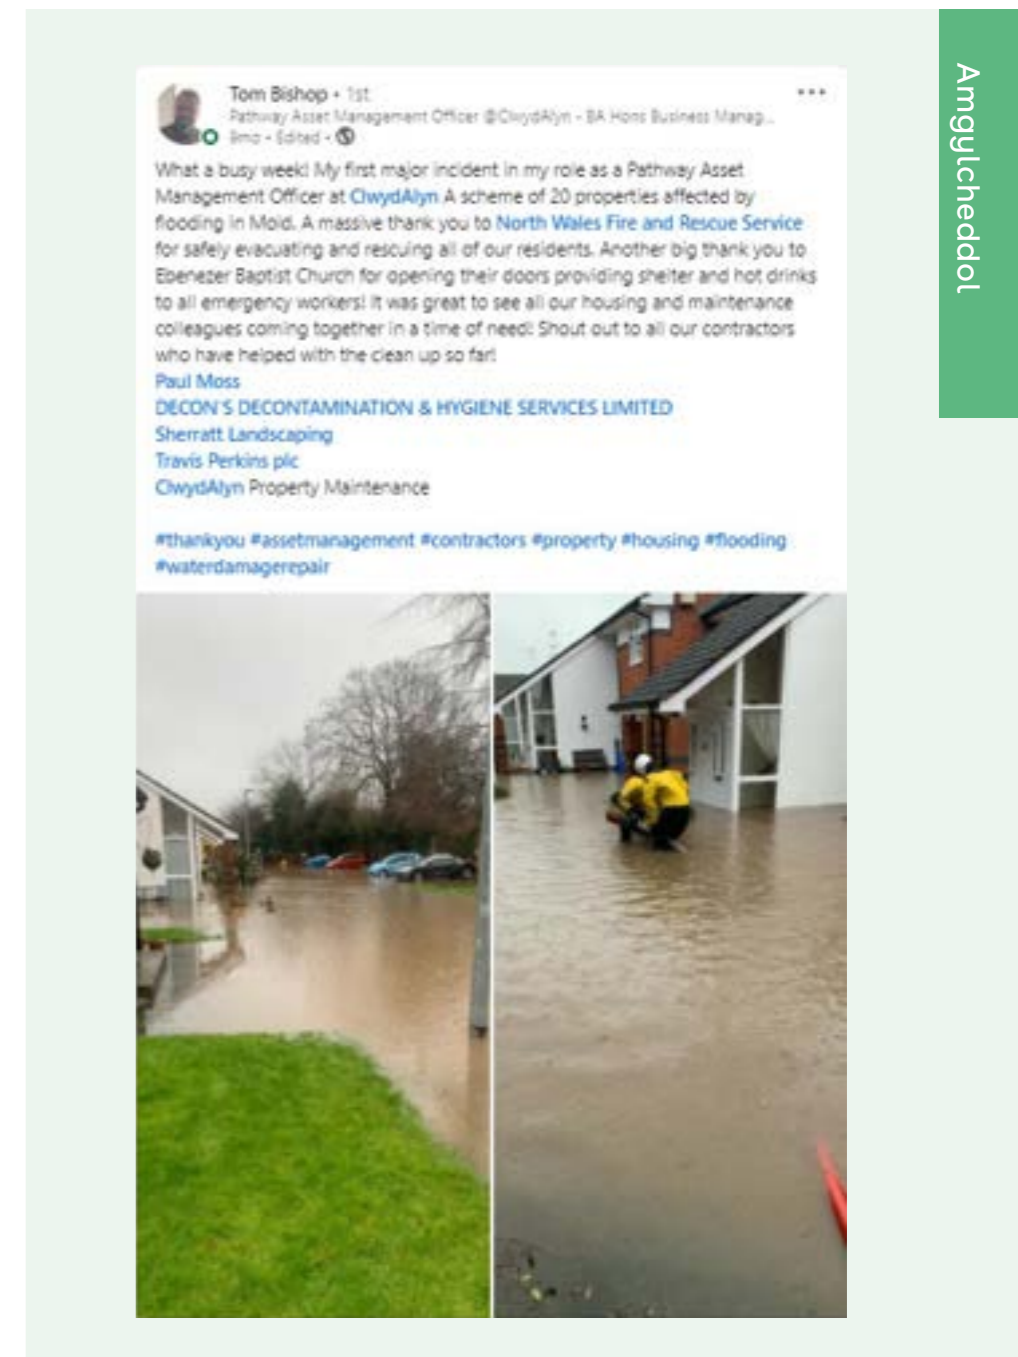 Tom Bishop • 1st
Pathway Asset Management Officer @ClwydAlyn - BA Hons Business Manag...
9mo • Edited •
What a busy week! My first major incident in my role as a Pathway Asset
Management Officer at ClwydAlyn A scheme of 20 properties affected by
flooding in Mold. A massive thank you to North Wales Fire and Rescue Service
for safely evacuating and rescuing all of our residents. Another big thank you to
Ebenezer Baptist Church for opening their doors providing shelter and hot drinks
to all emergency workers! It was great to see all our housing and maintenance
colleagues coming together in a time of need! Shout out to all our contractors
who have helped with the clean up so far!
Paul Moss
DECON'S DECONTAMINATION & HYGIENE SERVICES LIMITED
Sherratt Landscaping
Travis Perkins plc
ClwydAlyn Property Maintenance
#thankyou #assetmanagement #contractors #property #housing #flooding
#waterdamagerepair
Amgylcheddol